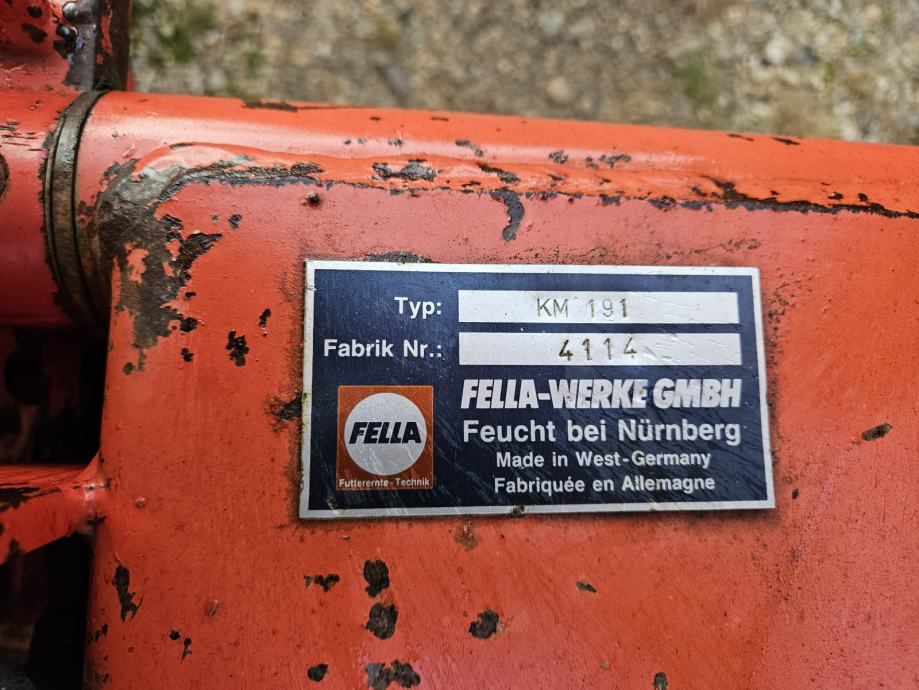 Typ: KM 191
Fabrik Nr.: 4114
FELLA-WERKE GMBH
Feucht bei Nürnberg
Made in West-Germany
Fabriquée en Allemagne
FELLA
Futterernte-Technik